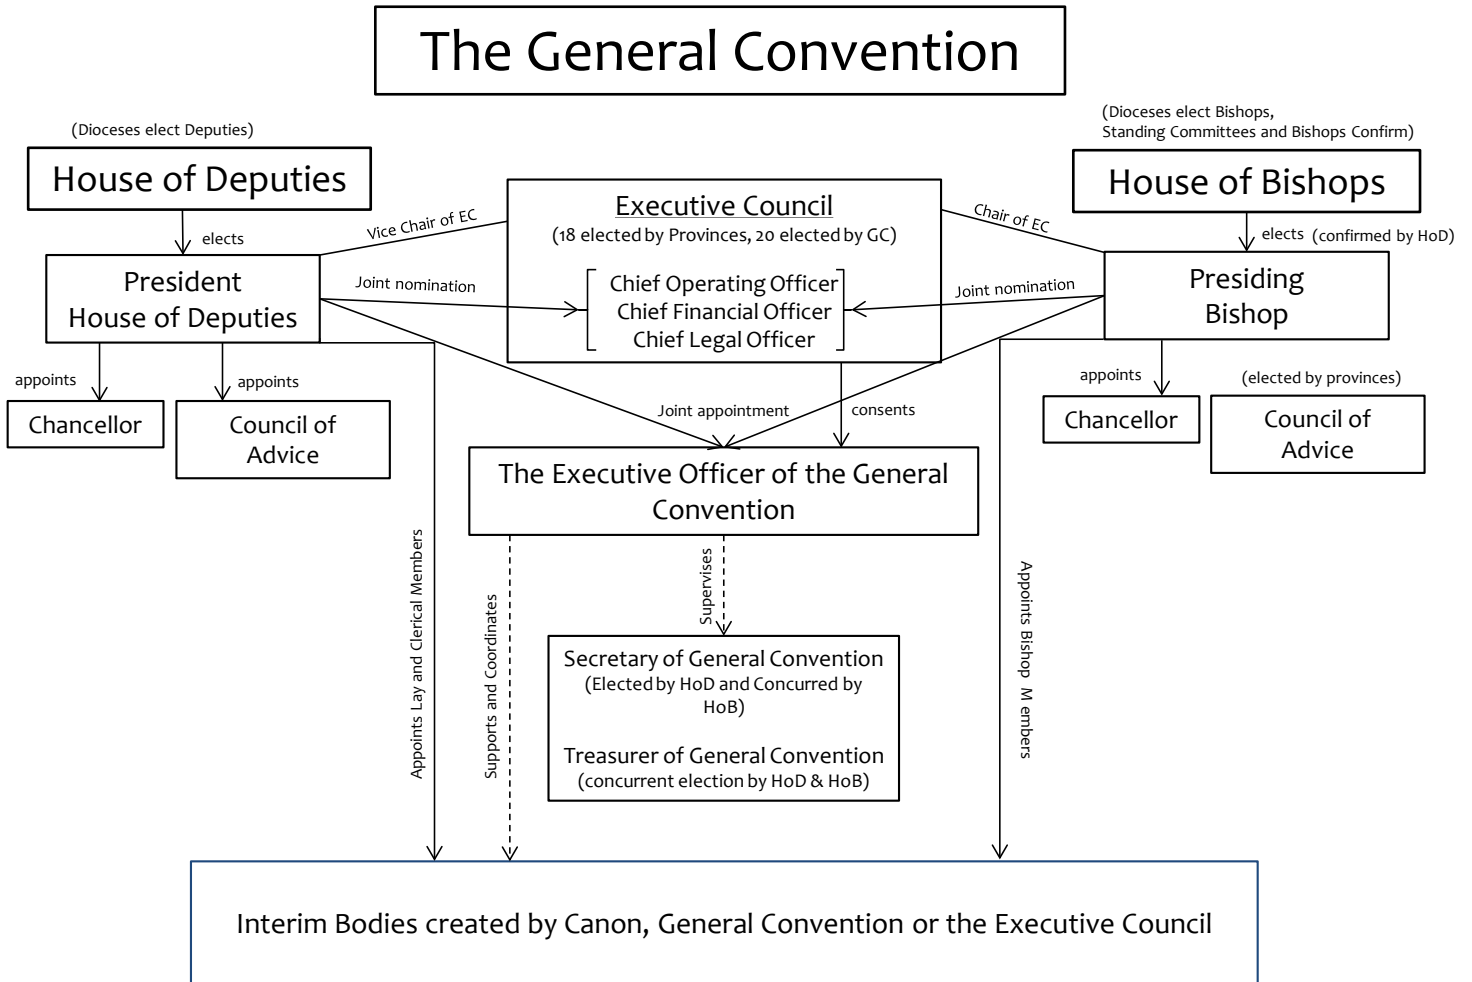 The General Convention
(Dioceses elect Deputies)
House of Deputies
(Dioceses elect Bishops,
Standing Committees and Bishops Confirm)
House of Bishops
elects
elects (confirmed by HoD)
Vice Chair of EC
Executive Council
(18 elected by Provinces, 20 elected by GC)
Chair of EC
President
House of Deputies
Joint nomination
Chief Operating Officer
Chief Financial Officer
Chief Legal Officer
Joint nomination
Presiding
Bishop
appoints
appoints
Chancellor
Council of
Advice
Joint appointment
consents
appoints
(elected by provinces)
Chancellor
Council of
Advice
The Executive Officer of the General
Convention
Appoints Lay and Clerical Members
Supports and Coordinates
Supervises
Appoints Bishop M embers
Secretary of General Convention
(Elected by HoD and Concurred by
HoB)
Treasurer of General Convention
(concurrent election by HoD & HoB)
Interim Bodies created by Canon, General Convention or the Executive Council